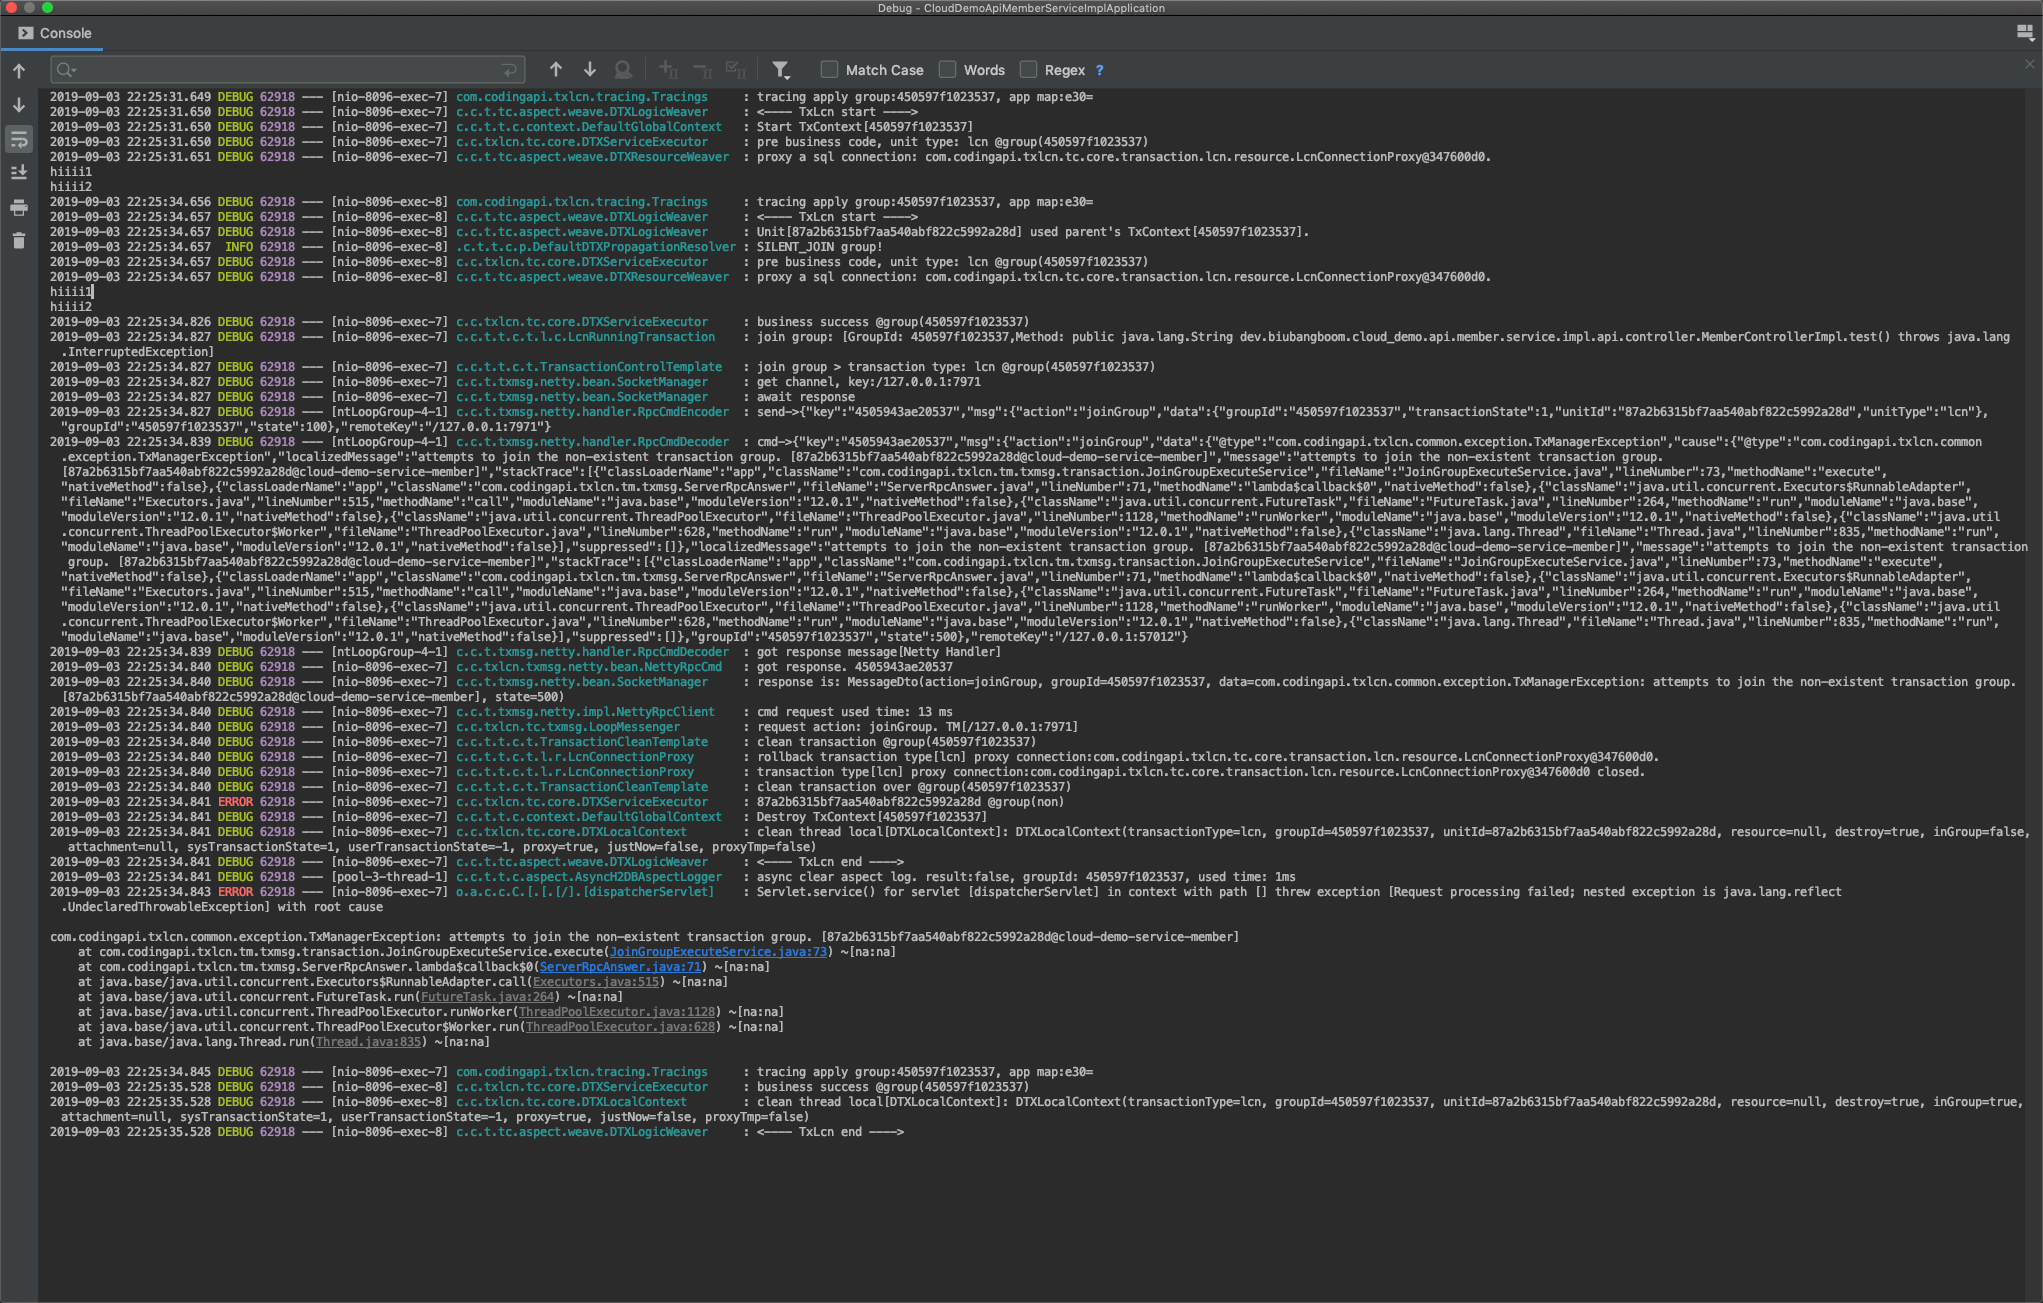 Debug - CloudDemoApiMemberServiceImplApplication
Console
Match Case Words Regex ?
2019-09-03 22:25:31.649 DEBUG 62918 --- [nio-8096-exec-7] com.codingapi.txlcn.tracing.Tracings : tracing apply group:450597f1023537, app map:e30=
2019-09-03 22:25:31.650 DEBUG 62918 --- [nio-8096-exec-7] c.c.t.tc.aspect.weave.DTXLogicWeaver : <---- TxLcn start ---->
2019-09-03 22:25:31.650 DEBUG 62918 --- [nio-8096-exec-7] c.c.t.t.c.context.DefaultGlobalContext : Start TxContext[450597f1023537]
2019-09-03 22:25:31.650 DEBUG 62918 --- [nio-8096-exec-7] c.c.txlcn.tc.core.DTXServiceExecutor : pre business code, unit type: lcn @group(450597f1023537)
2019-09-03 22:25:31.651 DEBUG 62918 --- [nio-8096-exec-7] c.c.t.tc.aspect.weave.DTXResourceWeaver : proxy a sql connection: com.codingapi.txlcn.tc.core.transaction.lcn.resource.LcnConnectionProxy@347600d0.
hiiii1
hiiii2
2019-09-03 22:25:34.656 DEBUG 62918 --- [nio-8096-exec-8] com.codingapi.txlcn.tracing.Tracings : tracing apply group:450597f1023537, app map:e30=
2019-09-03 22:25:34.657 DEBUG 62918 --- [nio-8096-exec-8] c.c.t.tc.aspect.weave.DTXLogicWeaver : <---- TxLcn start ---->
2019-09-03 22:25:34.657 DEBUG 62918 --- [nio-8096-exec-8] c.c.t.tc.aspect.weave.DTXLogicWeaver : Unit[87a2b6315bf7aa540abf822c5992a28d] used parent's TxContext[450597f1023537].
2019-09-03 22:25:34.657 INFO 62918 --- [nio-8096-exec-8] .c.t.t.c.p.DefaultDTXPropagationResolver : SILENT_JOIN group!
2019-09-03 22:25:34.657 DEBUG 62918 --- [nio-8096-exec-8] c.c.txlcn.tc.core.DTXServiceExecutor : pre business code, unit type: lcn @group(450597f1023537)
2019-09-03 22:25:34.657 DEBUG 62918 --- [nio-8096-exec-8] c.c.t.tc.aspect.weave.DTXResourceWeaver : proxy a sql connection: com.codingapi.txlcn.tc.core.transaction.lcn.resource.LcnConnectionProxy@347600d0.
hiiii1
hiiii2
2019-09-03 22:25:34.826 DEBUG 62918 --- [nio-8096-exec-7] c.c.txlcn.tc.core.DTXServiceExecutor : business success @group(450597f1023537)
2019-09-03 22:25:34.827 DEBUG 62918 --- [nio-8096-exec-7] c.c.t.t.c.t.l.c.LcnRunningTransaction : join group: [GroupId: 450597f1023537,Method: public java.lang.String dev.biubangboom.cloud_demo.api.member.service.impl.api.controller.MemberControllerImpl.test() throws java.lang
.InterruptedException]
2019-09-03 22:25:34.827 DEBUG 62918 --- [nio-8096-exec-7] c.c.t.t.c.t.TransactionControlTemplate : join group > transaction type: lcn @group(450597f1023537)
2019-09-03 22:25:34.827 DEBUG 62918 --- [nio-8096-exec-7] c.c.t.txmsg.netty.bean.SocketManager : get channel, key:/127.0.0.1:7971
2019-09-03 22:25:34.827 DEBUG 62918 --- [nio-8096-exec-7] c.c.t.txmsg.netty.bean.SocketManager : await response
2019-09-03 22:25:34.827 DEBUG 62918 --- [ntLoopGroup-4-1] c.c.t.txmsg.netty.handler.RpcCmdEncoder : send->{"key":"4505943ae20537","msg":{"action":"joinGroup","data":{"groupId":"450597f1023537","transactionState":1,"unitId":"87a2b6315bf7aa540abf822c5992a28d","unitType":"lcn"},
"groupId":"450597f1023537","state":100},"remoteKey":"/127.0.0.1:7971"}
2019-09-03 22:25:34.839 DEBUG 62918 --- [ntLoopGroup-4-1] c.c.t.txmsg.netty.handler.RpcCmdDecoder : cmd->{"key":"4505943ae20537","msg":{"action":"joinGroup","data":{"@type":"com.codingapi.txlcn.common.exception.TxManagerException","cause":{"@type":"com.codingapi.txlcn.common
.exception.TxManagerException","localizedMessage":"attempts to join the non-existent transaction group. [87a2b6315bf7aa540abf822c5992a28d@cloud-demo-service-member]","message":"attempts to join the non-existent transaction group.
[87a2b6315bf7aa540abf822c5992a28d@cloud-demo-service-member]","stackTrace":[{"classLoaderName":"app","className":"com.codingapi.txlcn.tm.txmsg.transaction.JoinGroupExecuteService","fileName":"JoinGroupExecuteService.java","lineNumber":73,"methodName":"execute",
"nativeMethod":false},{"classLoaderName":"app","className":"com.codingapi.txlcn.tm.txmsg.ServerRpcAnswer","fileName":"ServerRpcAnswer.java","lineNumber":71,"methodName":"lambda$callback$0","nativeMethod":false},{"className":"java.util.concurrent.Executors$RunnableAdapter",
"fileName":"Executors.java","lineNumber":515,"methodName":"call","moduleName":"java.base","moduleVersion":"12.0.1","nativeMethod":false},{"className":"java.util.concurrent.FutureTask","fileName":"FutureTask.java","lineNumber":264,"methodName":"run","moduleName":"java.base",
"moduleVersion":"12.0.1","nativeMethod":false},{"className":"java.util.concurrent.ThreadPoolExecutor","fileName":"ThreadPoolExecutor.java","lineNumber":1128,"methodName":"runWorker","moduleName":"java.base","moduleVersion":"12.0.1","nativeMethod":false},{"className":"java.util
.concurrent.ThreadPoolExecutor$Worker","fileName":"ThreadPoolExecutor.java","lineNumber":628,"methodName":"run","moduleName":"java.base","moduleVersion":"12.0.1","nativeMethod":false},{"className":"java.lang.Thread","fileName":"Thread.java","lineNumber":835,"methodName":"run",
"moduleName":"java.base","moduleVersion":"12.0.1","nativeMethod":false}],"suppressed":[]},"localizedMessage":"attempts to join the non-existent transaction group. [87a2b6315bf7aa540abf822c5992a28d@cloud-demo-service-member]","message":"attempts to join the non-existent transaction
group. [87a2b6315bf7aa540abf822c5992a28d@cloud-demo-service-member]","stackTrace":[{"classLoaderName":"app","className":"com.codingapi.txlcn.tm.txmsg.transaction.JoinGroupExecuteService","fileName":"JoinGroupExecuteService.java","lineNumber":73,"methodName":"execute",
"nativeMethod":false},{"classLoaderName":"app","className":"com.codingapi.txlcn.tm.txmsg.ServerRpcAnswer","fileName":"ServerRpcAnswer.java","lineNumber":71,"methodName":"lambda$callback$0","nativeMethod":false},{"className":"java.util.concurrent.Executors$RunnableAdapter",
"fileName":"Executors.java","lineNumber":515,"methodName":"call","moduleName":"java.base","moduleVersion":"12.0.1","nativeMethod":false},{"className":"java.util.concurrent.FutureTask","fileName":"FutureTask.java","lineNumber":264,"methodName":"run","moduleName":"java.base",
"moduleVersion":"12.0.1","nativeMethod":false},{"className":"java.util.concurrent.ThreadPoolExecutor","fileName":"ThreadPoolExecutor.java","lineNumber":1128,"methodName":"runWorker","moduleName":"java.base","moduleVersion":"12.0.1","nativeMethod":false},{"className":"java.util
.concurrent.ThreadPoolExecutor$Worker","fileName":"ThreadPoolExecutor.java","lineNumber":628,"methodName":"run","moduleName":"java.base","moduleVersion":"12.0.1","nativeMethod":false},{"className":"java.lang.Thread","fileName":"Thread.java","lineNumber":835,"methodName":"run",
"moduleName":"java.base","moduleVersion":"12.0.1","nativeMethod":false}],"suppressed":[]},"groupId":"450597f1023537","state":500},"remoteKey":"/127.0.0.1:57012"}
2019-09-03 22:25:34.839 DEBUG 62918 --- [ntLoopGroup-4-1] c.c.t.txmsg.netty.handler.RpcCmdDecoder : got response message[Netty Handler]
2019-09-03 22:25:34.840 DEBUG 62918 --- [nio-8096-exec-7] c.c.txlcn.txmsg.netty.bean.NettyRpcCmd : got response. 4505943ae20537
2019-09-03 22:25:34.840 DEBUG 62918 --- [nio-8096-exec-7] c.c.t.txmsg.netty.bean.SocketManager : response is: MessageDto(action=joinGroup, groupId=450597f1023537, data=com.codingapi.txlcn.common.exception.TxManagerException: attempts to join the non-existent transaction group.
[87a2b6315bf7aa540abf822c5992a28d@cloud-demo-service-member], state=500)
2019-09-03 22:25:34.840 DEBUG 62918 --- [nio-8096-exec-7] c.c.t.txmsg.netty.impl.NettyRpcClient : cmd request used time: 13 ms
2019-09-03 22:25:34.840 DEBUG 62918 --- [nio-8096-exec-7] c.c.txlcn.tc.txmsg.LoopMessenger : request action: joinGroup. TM[/127.0.0.1:7971]
2019-09-03 22:25:34.840 DEBUG 62918 --- [nio-8096-exec-7] c.c.t.t.c.t.TransactionCleanTemplate : clean transaction @group(450597f1023537)
2019-09-03 22:25:34.840 DEBUG 62918 --- [nio-8096-exec-7] c.c.t.t.c.t.l.r.LcnConnectionProxy : rollback transaction type[lcn] proxy connection:com.codingapi.txlcn.tc.core.transaction.lcn.resource.LcnConnectionProxy@347600d0.
2019-09-03 22:25:34.840 DEBUG 62918 --- [nio-8096-exec-7] c.c.t.t.c.t.l.r.LcnConnectionProxy : transaction type[lcn] proxy connection:com.codingapi.txlcn.tc.core.transaction.lcn.resource.LcnConnectionProxy@347600d0 closed.
2019-09-03 22:25:34.840 DEBUG 62918 --- [nio-8096-exec-7] c.c.t.t.c.t.TransactionCleanTemplate : clean transaction over @group(450597f1023537)
2019-09-03 22:25:34.841 ERROR 62918 --- [nio-8096-exec-7] c.c.txlcn.tc.core.DTXServiceExecutor : 87a2b6315bf7aa540abf822c5992a28d @group(non)
2019-09-03 22:25:34.841 DEBUG 62918 --- [nio-8096-exec-7] c.c.t.t.c.context.DefaultGlobalContext : Destroy TxContext[450597f1023537]
2019-09-03 22:25:34.841 DEBUG 62918 --- [nio-8096-exec-7] c.c.txlcn.tc.core.DTXLocalContext : clean thread local[DTXLocalContext]: DTXLocalContext(transactionType=lcn, groupId=450597f1023537, unitId=87a2b6315bf7aa540abf822c5992a28d, resource=null, destroy=true, inGroup=false,
attachment=null, sysTransactionState=1, userTransactionState=-1, proxy=true, justNow=false, proxyTmp=false)
2019-09-03 22:25:34.841 DEBUG 62918 --- [nio-8096-exec-7] c.c.t.tc.aspect.weave.DTXLogicWeaver : <---- TxLcn end ---->
2019-09-03 22:25:34.841 DEBUG 62918 --- [pool-3-thread-1] c.c.t.t.c.aspect.AsyncH2DBAspectLogger : async clear aspect log. result:false, groupId: 450597f1023537, used time: 1ms
2019-09-03 22:25:34.843 ERROR 62918 --- [nio-8096-exec-7] o.a.c.c.C.[.[.[/].[dispatcherServlet] : Servlet.service() for servlet [dispatcherServlet] in context with path [] threw exception [Request processing failed; nested exception is java.lang.reflect
.UndeclaredThrowableException] with root cause
com.codingapi.txlcn.common.exception.TxManagerException: attempts to join the non-existent transaction group. [87a2b6315bf7aa540abf822c5992a28d@cloud-demo-service-member]
at com.codingapi.txlcn.tm.txmsg.transaction.JoinGroupExecuteService.execute(JoinGroupExecuteService.java:73) ~[na:na]
at com.codingapi.txlcn.tm.txmsg.ServerRpcAnswer.lambda$callback$0(ServerRpcAnswer.java:71) ~[na:na]
at java.base/java.util.concurrent.Executors$RunnableAdapter.call(Executors.java:515) ~[na:na]
at java.base/java.util.concurrent.FutureTask.run(FutureTask.java:264) ~[na:na]
at java.base/java.util.concurrent.ThreadPoolExecutor.runWorker(ThreadPoolExecutor.java:1128) ~[na:na]
at java.base/java.util.concurrent.ThreadPoolExecutor$Worker.run(ThreadPoolExecutor.java:628) ~[na:na]
at java.base/java.lang.Thread.run(Thread.java:835) ~[na:na]
2019-09-03 22:25:34.845 DEBUG 62918 --- [nio-8096-exec-7] com.codingapi.txlcn.tracing.Tracings : tracing apply group:450597f1023537, app map:e30=
2019-09-03 22:25:35.528 DEBUG 62918 --- [nio-8096-exec-8] c.c.txlcn.tc.core.DTXServiceExecutor : business success @group(450597f1023537)
2019-09-03 22:25:35.528 DEBUG 62918 --- [nio-8096-exec-8] c.c.txlcn.tc.core.DTXLocalContext : clean thread local[DTXLocalContext]: DTXLocalContext(transactionType=lcn, groupId=450597f1023537, unitId=87a2b6315bf7aa540abf822c5992a28d, resource=null, destroy=true, inGroup=true,
attachment=null, sysTransactionState=1, userTransactionState=-1, proxy=true, justNow=false, proxyTmp=false)
2019-09-03 22:25:35.528 DEBUG 62918 --- [nio-8096-exec-8] c.c.t.tc.aspect.weave.DTXLogicWeaver : <---- TxLcn end ---->